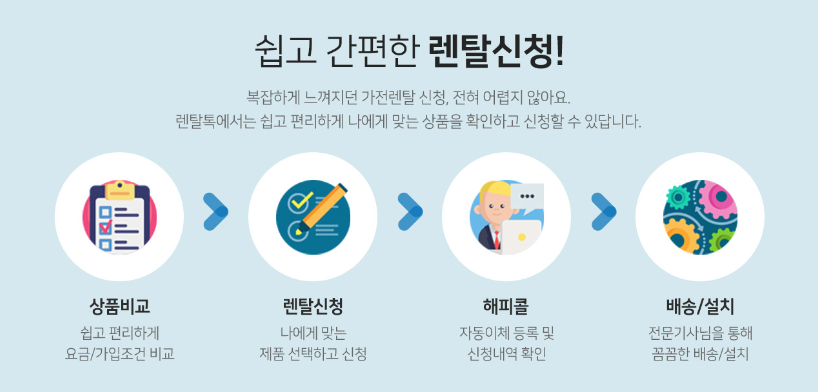 쉽고 간편한 렌탈신청!
복잡하게 느껴지던 가전렌탈 신청, 전혀 어렵지 않아요.
렌탈톡에서는 쉽고 편리하게 나에게 맞는 상품을 확인하고 신청할 수 있답니다.
상품비교
쉽고 편리하게
요금/가입조건 비교
렌탈신청
나에게 맞는
제품 선택하고 신청
해피콜
자동이체 등록 및
신청내역 확인
배송/설치
전문기사님을 통해
꼼꼼한 배송/설치